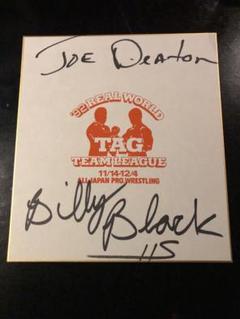 JOE DEATON
'92 REAL WORLD
TAG
TEAM LEAGUE
11/14-12/4
ALL JAPAN PRO. WRESTLING
Billy Black